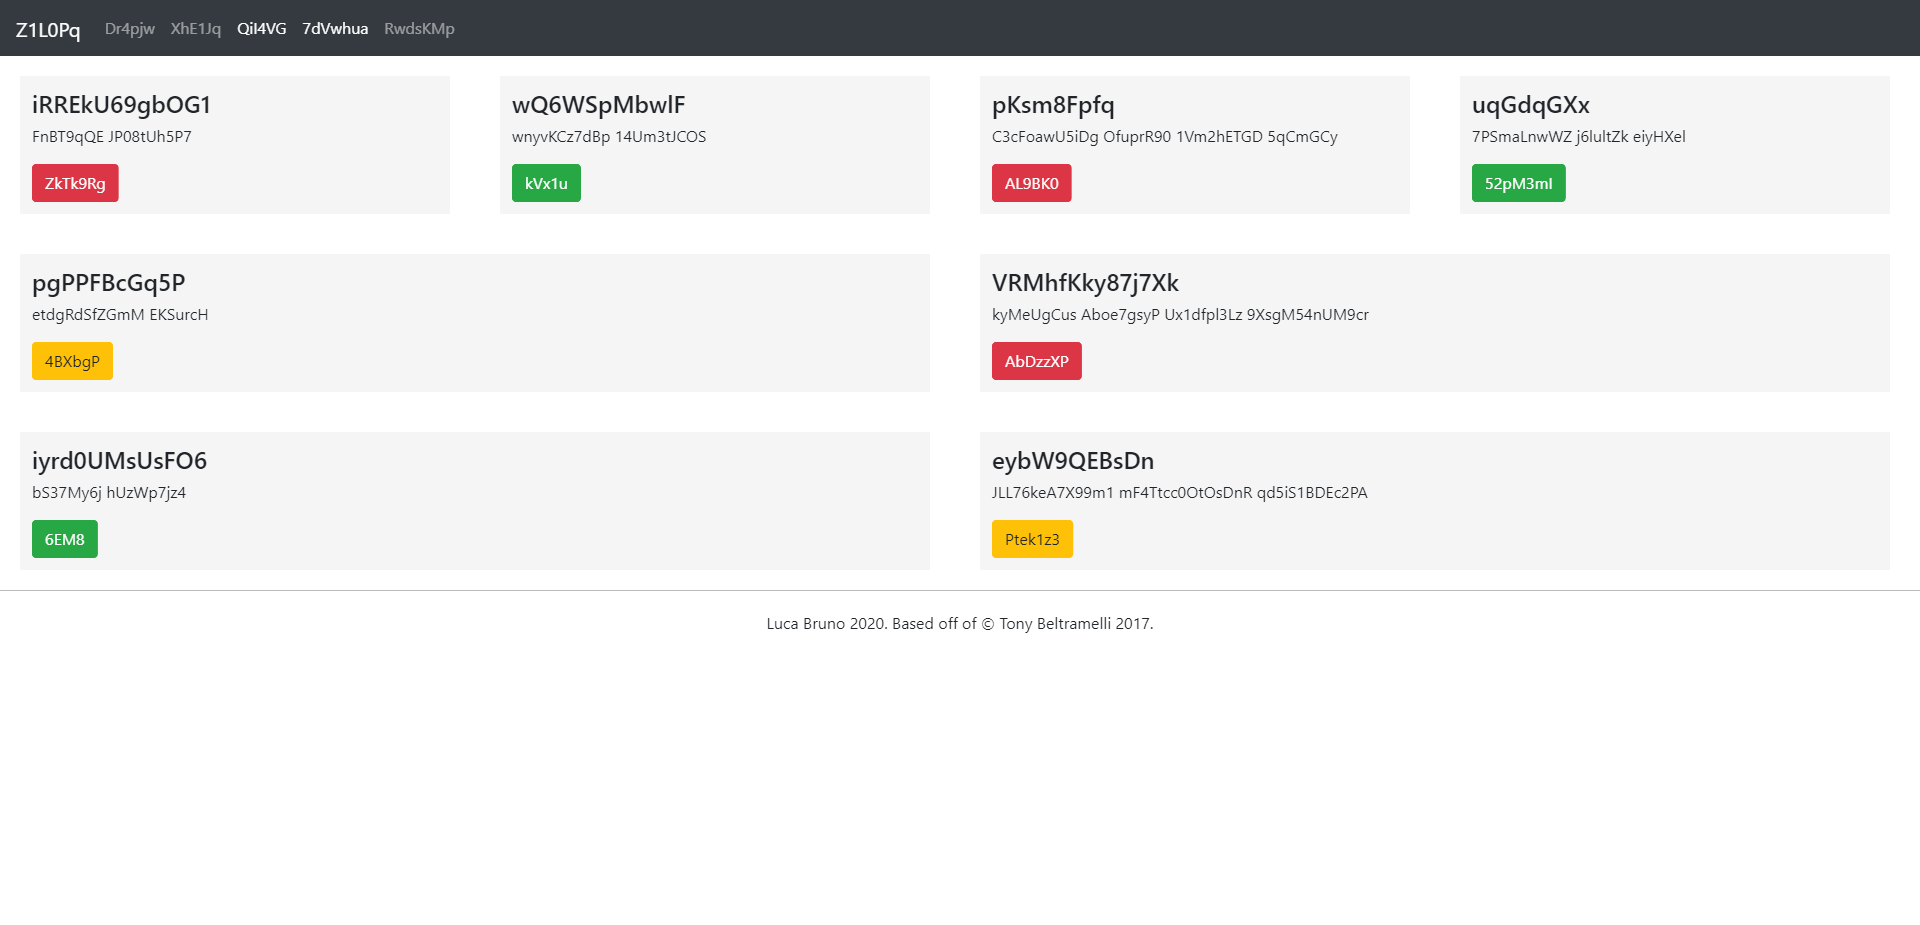 Z1L0Pq Dr4pjw XhE1Jq QiI4VG 7dVwhua RwdsKMp
iRREkU69gbOG1
FnBT9qQE JP08tUh5P7
ZkTk9Rg
wQ6WSpMbwlF
wnyvKCz7dBp 14Um3tJCOS
kVx1u
pKsm8Fpfq
C3cFoawU5iDg OfuprR90 1Vm2hETGD 5qCmGCy
AL9BK0
uqGdqGXx
7PSmaLnwWZ j6lultZk eiyHXel
52pM3mI
pgPPFBcGq5P
etdgRdSfZGmM EKSurcH
4BXbgP
VRMhfKky87j7Xk
kyMeUgCus Aboe7gsyP Ux1dfpl3Lz 9XsgM54nUM9cr
AbDzzXP
iyrd0UMsUsFO6
bS37My6j hUzWp7jz4
6EM8
eybW9QEBsDn
JLL76keA7X99m1 mF4Ttcc0OtOsDnR qd5iS1BDEc2PA
Ptek1z3
Luca Bruno 2020. Based off of © Tony Beltramelli 2017.